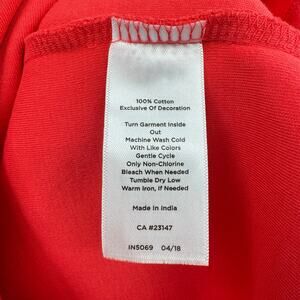 100% Cotton
Exclusive Of Decoration
Turn Garment Inside
Out
Machine Wash Cold
With Like Colors
Gentle Cycle
Only Non-Chlorine
Bleach When Needed
Tumble Dry Low
Warm Iron, If Needed
Made In India
CA #23147
IN5069 04/18